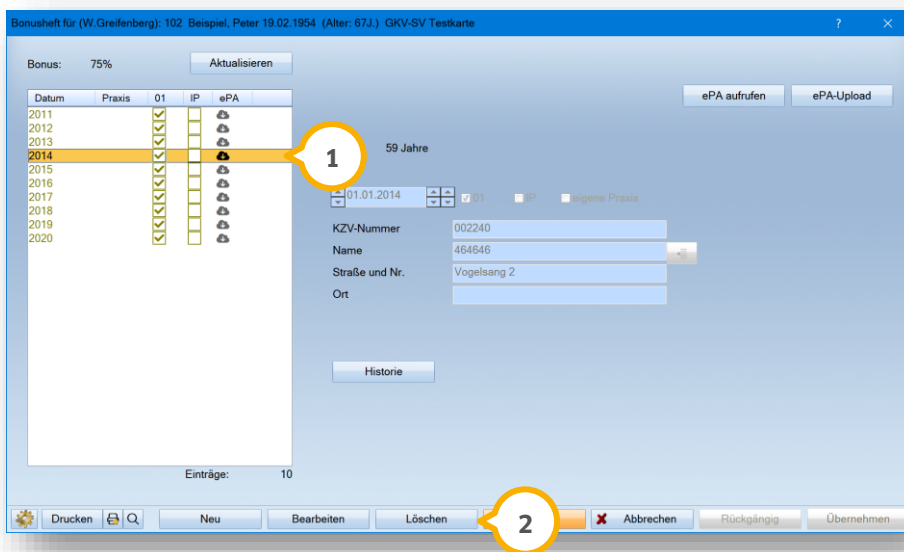 Bonusheft für (W.Greifenberg): 102 Beispiel, Peter 19.02.1954 (Alter: 67J.) GKV-SV Testkarte ? ×
Bonus: 75% Aktualisieren
ePA aufrufen ePA-Upload
Datum Praxis 01 IP ePA
2011
2012
2013
2014
2015
2016
2017
2018
2019
2020
1
59 Jahre
01.01.2014 01 IP eigene Praxis
KZV-Nummer 002240
Name 464646
Straße und Nr. Vogelsang 2
Ort
Historie
Einträge: 10
Drucken Neu Bearbeiten Löschen 2 Abbrechen Rückgängig Übernehmen